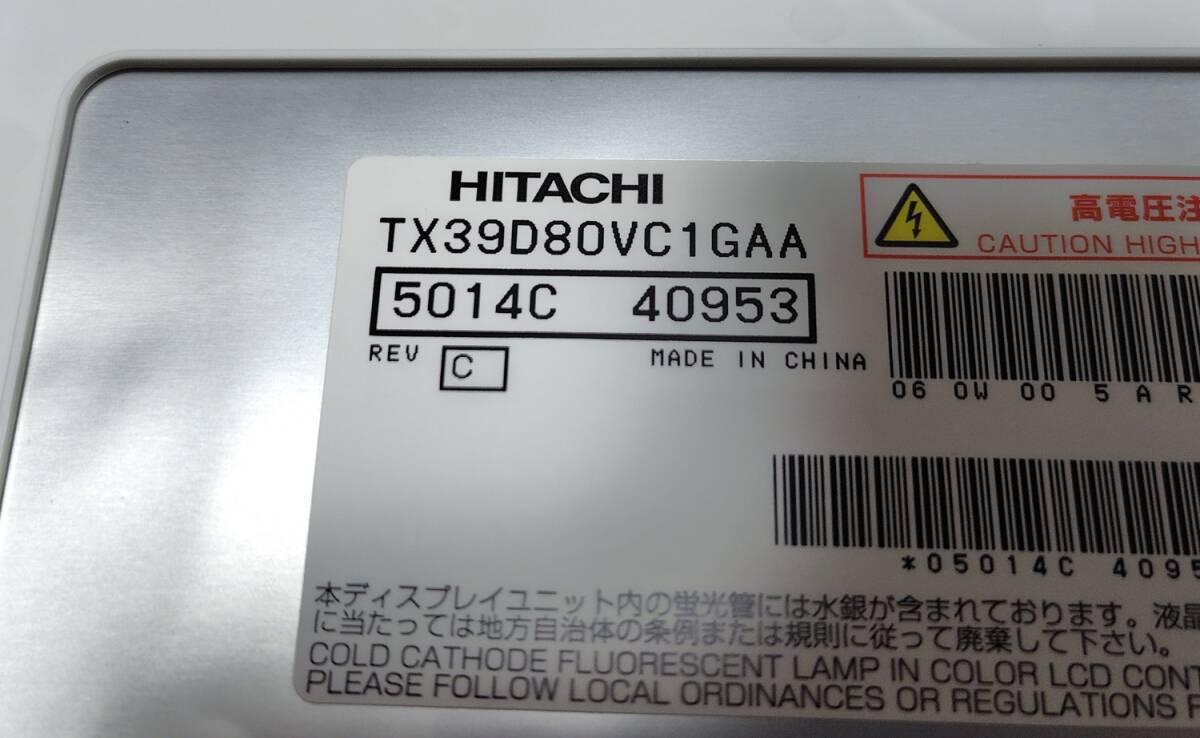 HITACHI
TX39D80VC1GAA
5014C 40953
REV C
MADE IN CHINA
高電圧注
CAUTION HIGH
06 0W 00 5 A R
*05014C 4095
本ディスプレイユニット内の蛍光管には水銀が含まれております。液晶
に当たっては地方自治体の条例または規則に従って廃棄して下さい。
COLD CATHODE FLUORESCENT LAMP IN COLOR LCD CONT
PLEASE FOLLOW LOCAL ORDINANCES OR REGULATIONS F